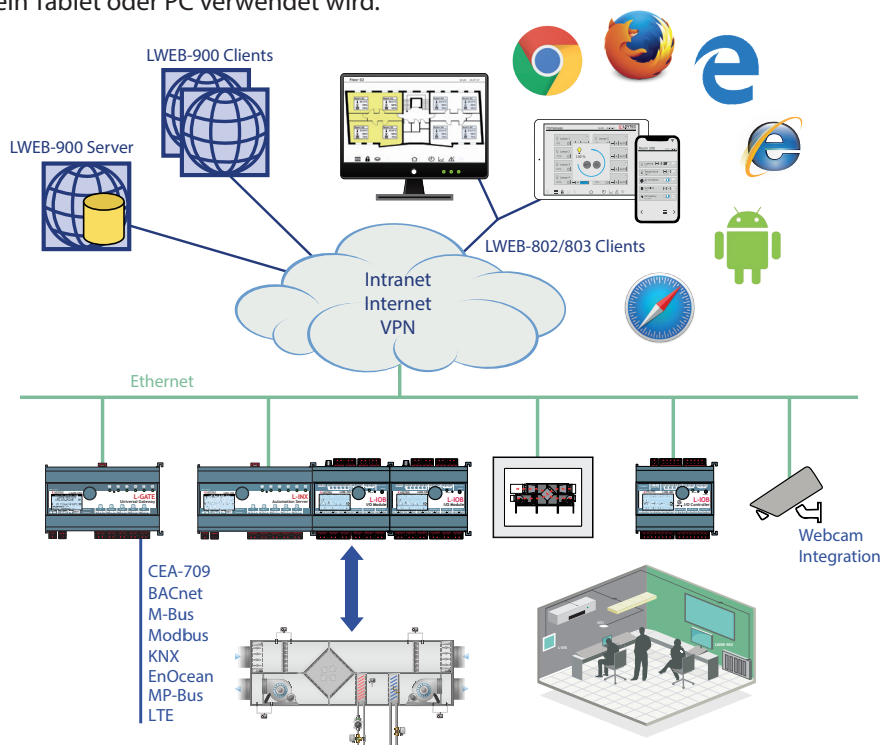 ein Tablet oder PC verwendet wird.
LWEB-900 Clients
LWEB-900 Server
LWEB-802/803 Clients
Intranet
Internet
VPN
Ethernet
L-GATE
Universal Gateway
L-INX
Automation Server
L-IOB
I/O Module
L-IOB
I/O Module
L-IOB
I/O Controller
Webcam
Integration
CEA-709
BACnet
M-Bus
Modbus
KNX
EnOcean
MP-Bus
LTE